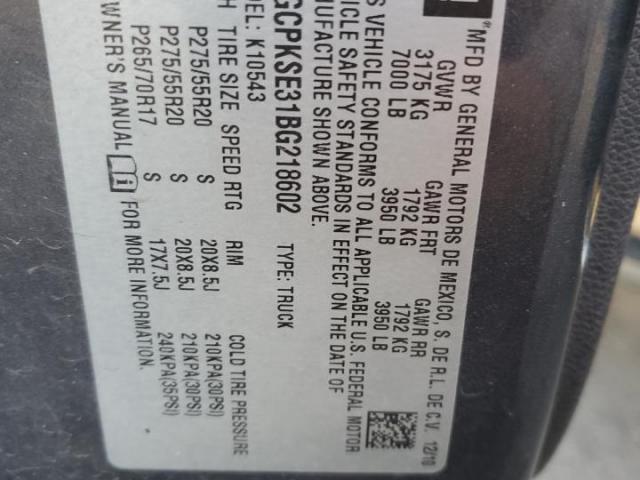 ® MFD BY GENERAL MOTORS DE MEXICO, S. DE R.L. DE C.V. 12/10
GVWR GAWR FRT GAWR RR
3175 KG 1792 KG 1792 KG
7000 LB 3950 LB 3950 LB
S VEHICLE CONFORMS TO ALL APPLICABLE U.S. FEDERAL MOTOR
ICLE SAFETY STANDARDS IN EFFECT ON THE DATE OF
UFACTURE SHOWN ABOVE.
GCPKSE31BG218602 TYPE: TRUCK
DEL: K10543
TIRE SIZE SPEED RTG RIM COLD TIRE PRESSURE
P275/55R20 S 20X8.5J 210KPA(30PSI)
P275/55R20 S 20X8.5J 210KPA(30PSI)
P265/70R17 S 17X7.5J 240KPA(35PSI)
OWNER'S MANUAL i FOR MORE INFORMATION.